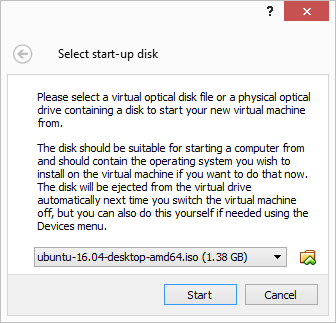 ?
Select start-up disk
Please select a virtual optical disk file or a physical optical
drive containing a disk to start your new virtual machine
from.
The disk should be suitable for starting a computer from
and should contain the operating system you wish to
install on the virtual machine if you want to do that now.
The disk will be ejected from the virtual drive
automatically next time you switch the virtual machine
off, but you can also do this yourself if needed using the
Devices menu.
ubuntu-16.04-desktop-amd64.iso (1.38 GB)
Start Cancel